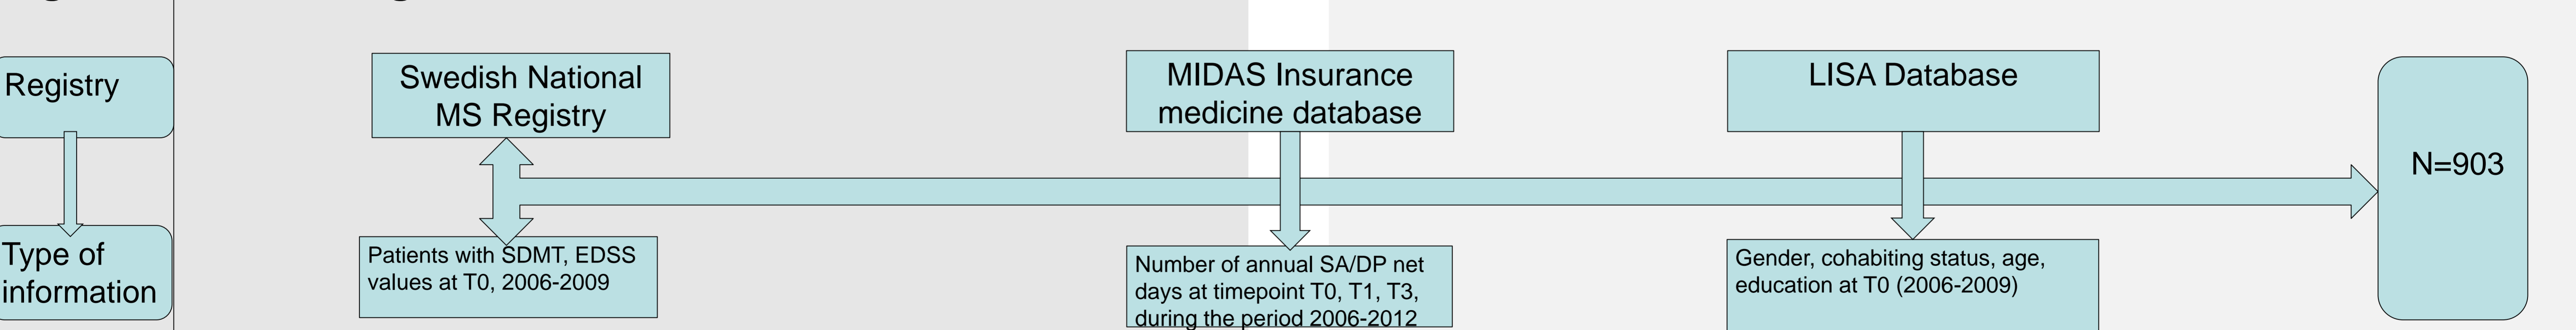 Registry
Swedish National
MS Registry
MIDAS Insurance
medicine database
LISA Database
N=903
Type of
information
Patients with SDMT, EDSS
values at T0, 2006-2009
Number of annual SA/DP net
days at timepoint T0, T1, T3,
during the period 2006-2012
Gender, cohabiting status, age,
education at T0 (2006-2009)